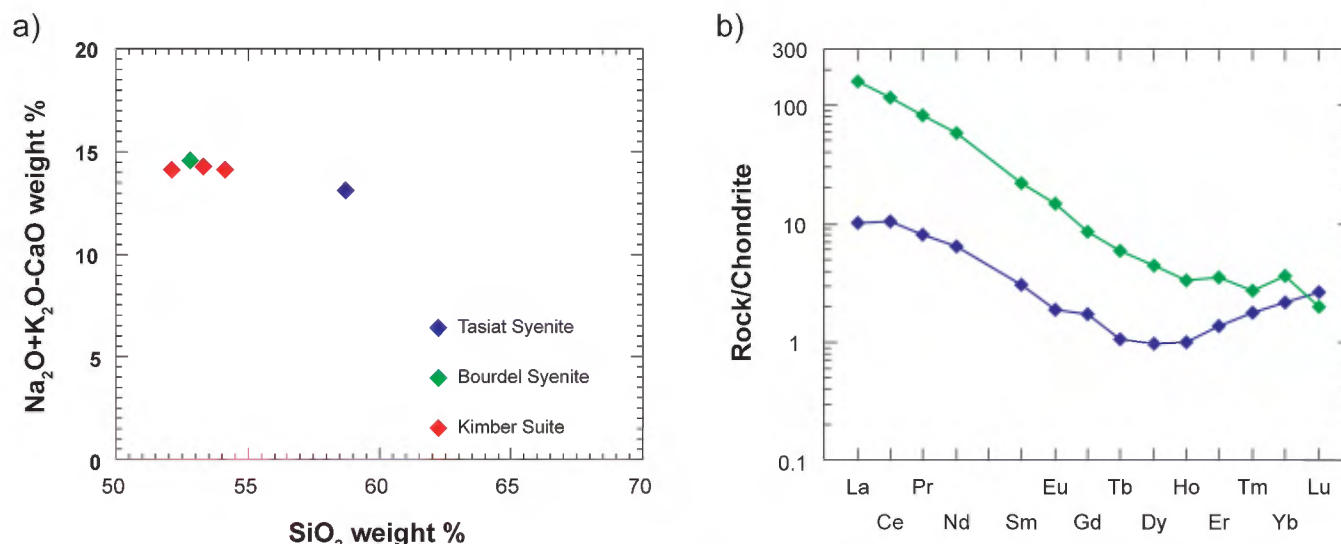 a)
Na₂O+K₂O-CaO weight %
20
15
10
5
0
50 55 60 65 70
SiO₂ weight %
Tasiat Syenite
Bourdel Syenite
Kimber Suite
b)
Rock/Chondrite
300
100
10
1
0.1
La Pr Eu Tb Ho Tm Lu
Ce Nd Sm Gd Dy Er Yb